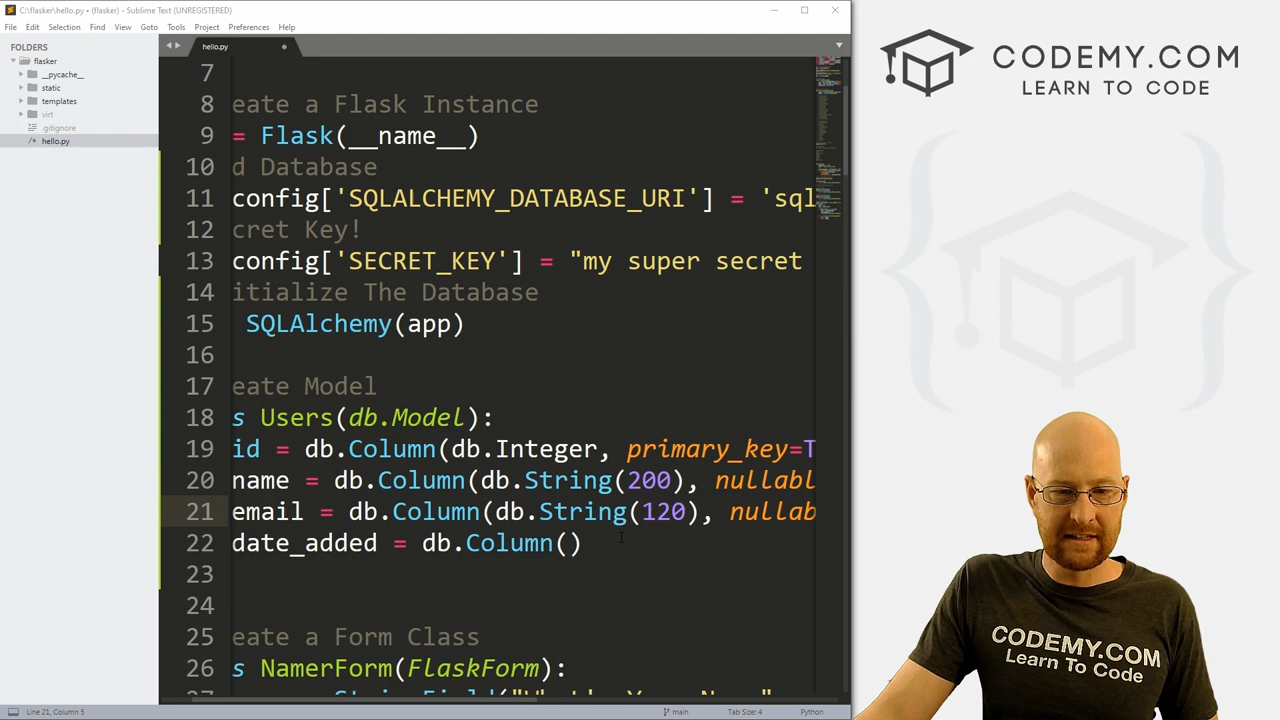 C:\flasker\hello.py • (flasker) - Sublime Text (UNREGISTERED)
File Edit Selection Find View Goto Tools Project Preferences Help
FOLDERS
flasker
__pycache__
static
templates
virt
.gitignore
hello.py
hello.py
7
8 eate a Flask Instance
9 = Flask(__name__)
10 d Database
11 config['SQLALCHEMY_DATABASE_URI'] = 'sql
12 cret Key!
13 config['SECRET_KEY'] = "my super secret
14 itialize The Database
15 SQLAlchemy(app)
16
17 eate Model
18 s Users(db.Model):
19 id = db.Column(db.Integer, primary_key=T
20 name = db.Column(db.String(200), nullabl
21 email = db.Column(db.String(120), nullab
22 date_added = db.Column()
23
24
25 eate a Form Class
26 s NamerForm(FlaskForm):
Line 21, Column 5
main
Tab Size: 4
Python
CODEMY.COM
LEARN TO CODE
CODEMY.COM
Learn To Code